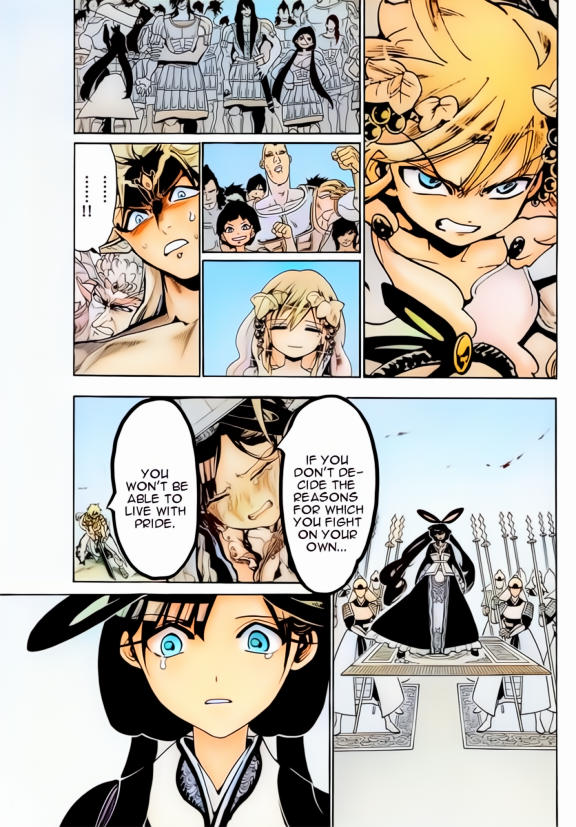 ......
......!!
IF YOU
DON'T DE-
CIDE THE
REASONS
FOR WHICH
YOU FIGHT
ON YOUR
OWN...
YOU
WON'T BE
ABLE TO
LIVE WITH
PRIDE.